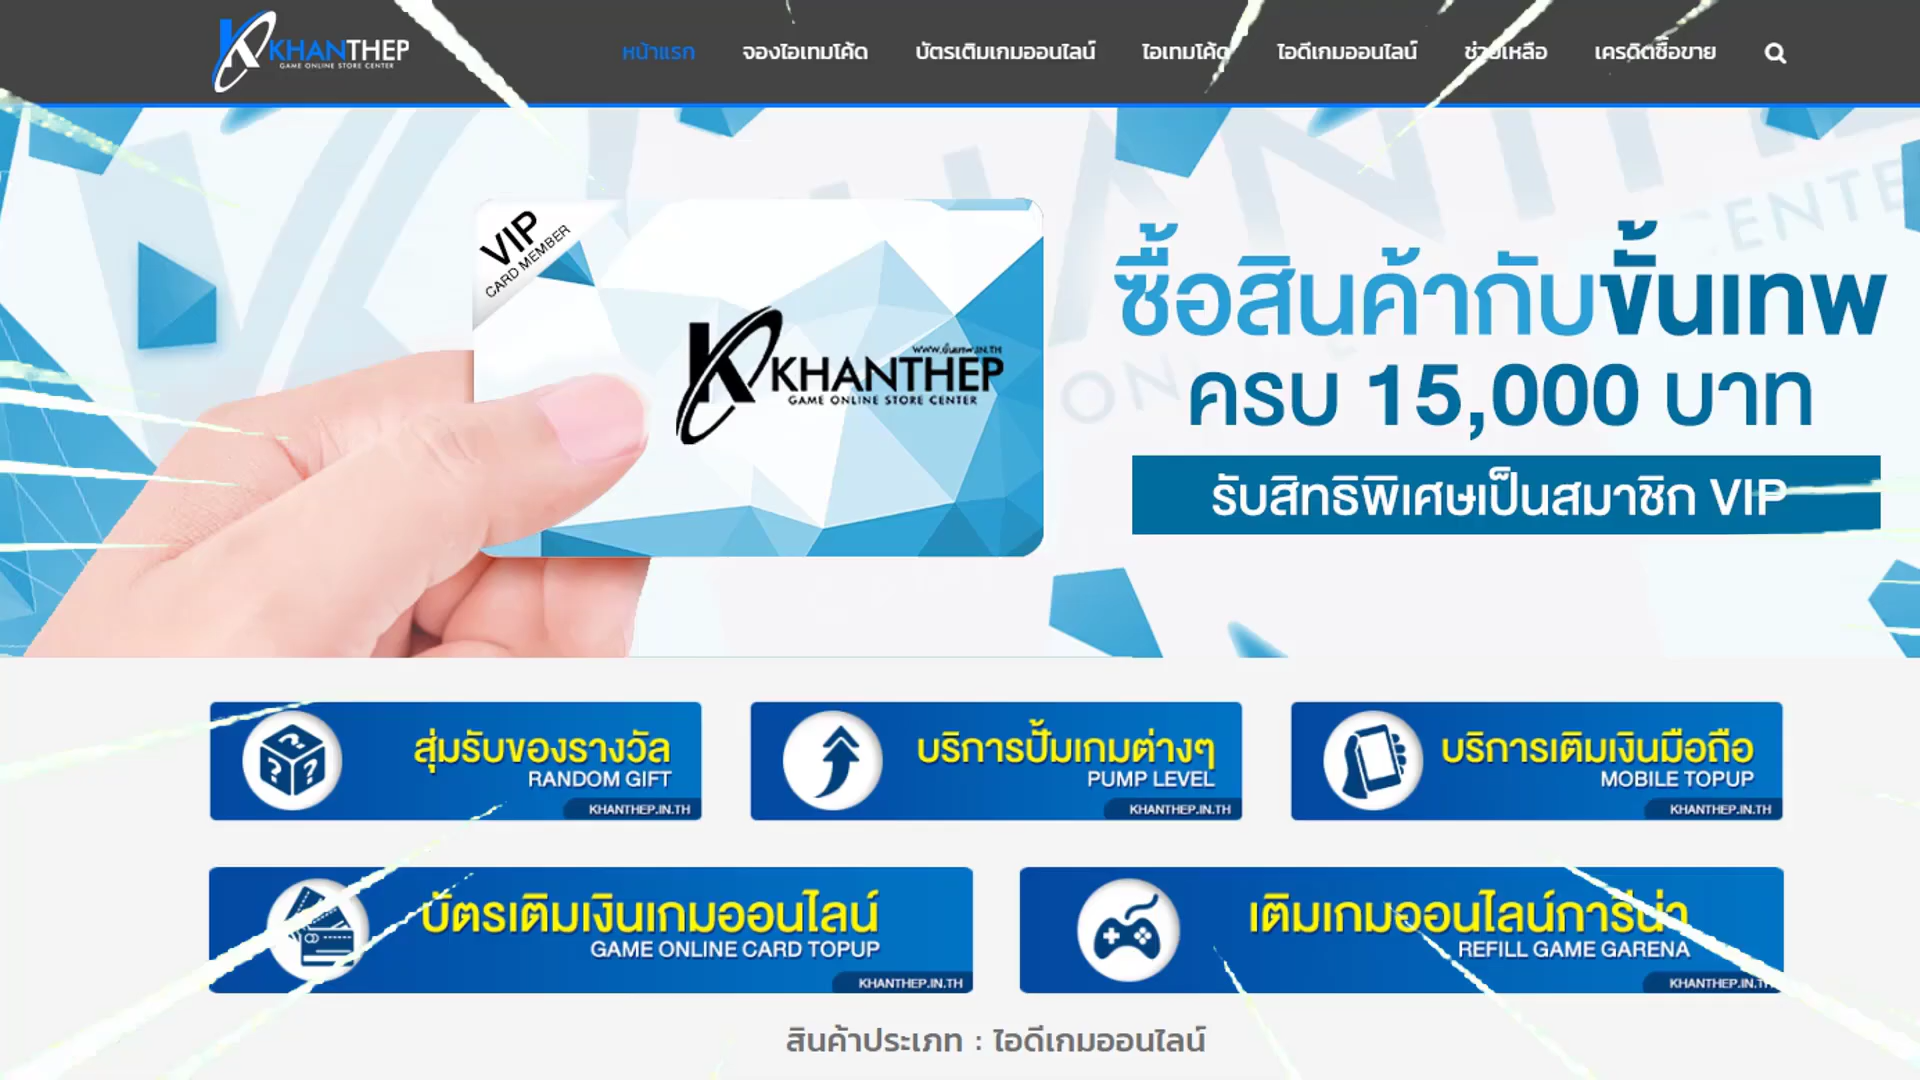 KHANTHEP
GAME ONLINE STORE CENTER
หน้าแรก
จองไอเทมโค้ด
บัตรเติมเกมออนไลน์
ไอเทมโค้ด
ไอดีเกมออนไลน์
ช่วยเหลือ
เครดิตซื้อขาย
VIP
CARD MEMBER
WWW.ขั้นเทพ.IN.TH
KHANTHEP
GAME ONLINE STORE CENTER
ซื้อสินค้ากับขั้นเทพ
ครบ 15,000 บาท
รับสิทธิพิเศษเป็นสมาชิก VIP
สุ่มรับของรางวัล
RANDOM GIFT
KHANTHEP.IN.TH
บริการปั้มเกมต่างๆ
PUMP LEVEL
KHANTHEP.IN.TH
บริการเติมเงินมือถือ
MOBILE TOPUP
KHANTHEP.IN.TH
บัตรเติมเงินเกมออนไลน์
GAME ONLINE CARD TOPUP
KHANTHEP.IN.TH
เติมเกมออนไลน์การีน่า
REFILL GAME GARENA
KHANTHEP.IN.TH
สินค้าประเภท : ไอดีเกมออนไลน์